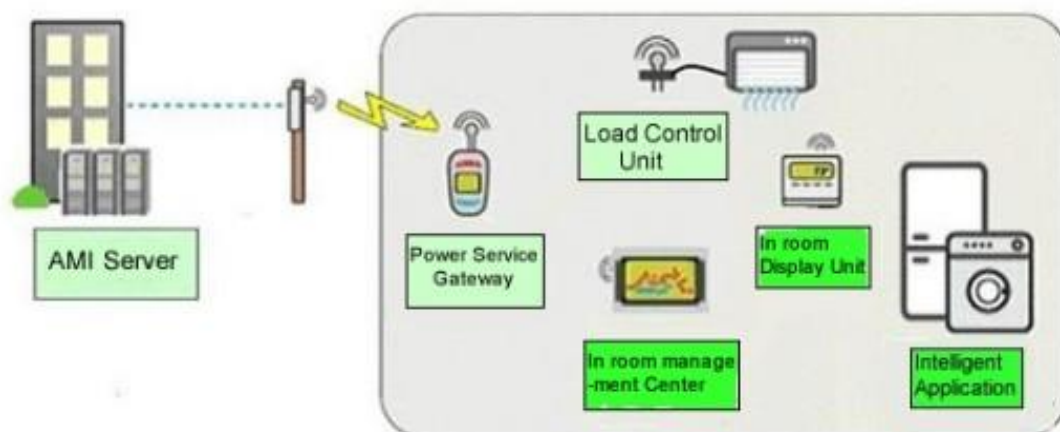 AMI Server
Power Service
Gateway
Load Control
Unit
In room
Display Unit
In room manage
-ment Center
Intelligent
Application